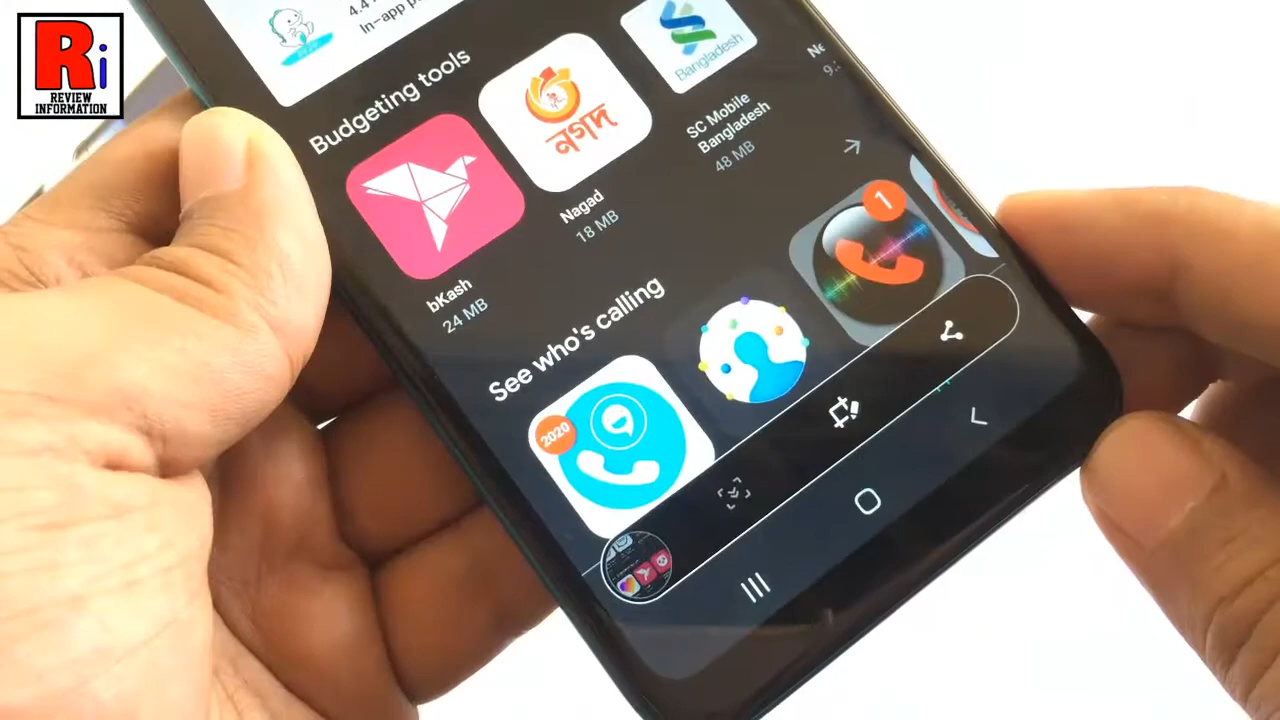 Ri
REVIEW
INFORMATION
4.4
In-app
Budgeting tools
নগদ
Bangladesh
bKash
24 MB
Nagad
18 MB
SC Mobile
Bangladesh
48 MB
See who's calling
2020
1